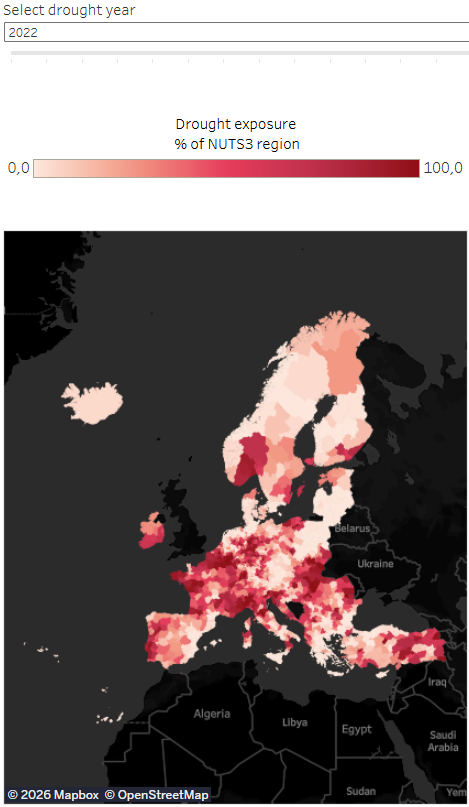 Select drought year
2022
Drought exposure
% of NUTS3 region
0,0
100,0
Belarus
Ukraine
Iraq
Algeria
Libya
Egypt
Saudi
Arabia
Sudan
Yem
© 2026 Mapbox © OpenStreetMap